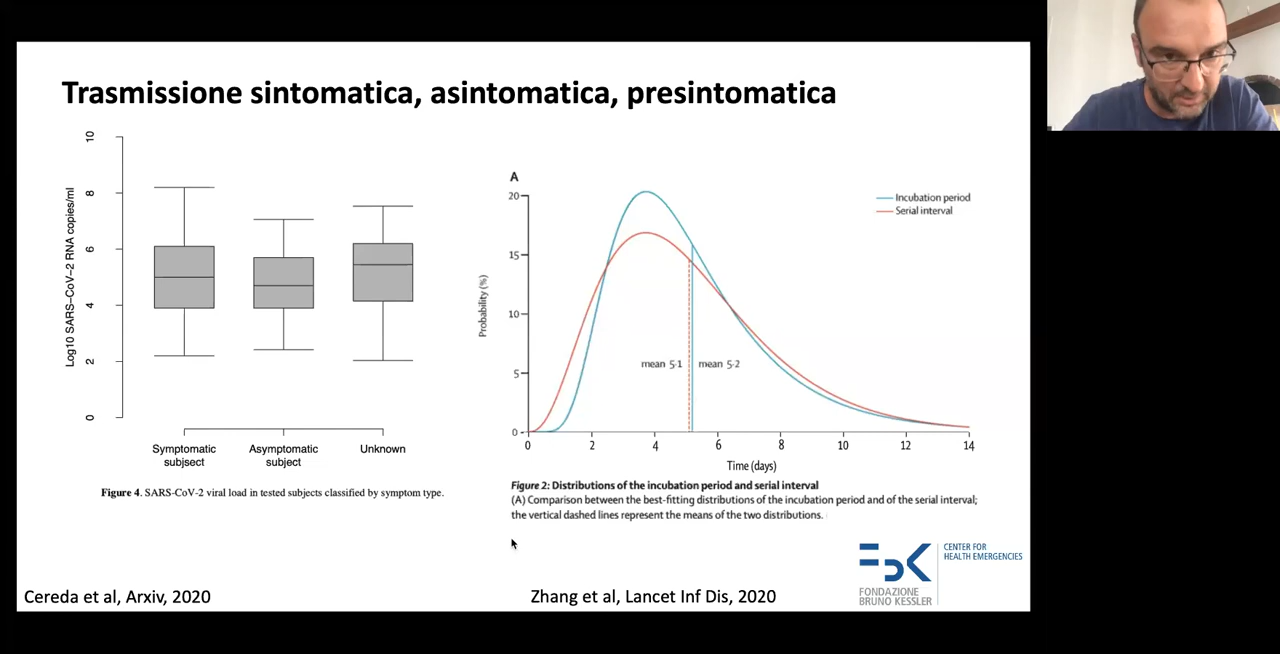 Trasmissione sintomatica, asintomatica, presintomatica
Log10 SARS-CoV-2 RNA copies/ml
10
8
6
4
2
0
Symptomatic
subjsect
Asymptomatic
subject
Unknown
Figure 4. SARS-CoV-2 viral load in tested subjects classified by symptom type.
Cereda et al, Arxiv, 2020
A
Incubation period
Serial interval
Probability (%)
20
15
10
5
0
mean 5·1
mean 5·2
0 2 4 6 8 10 12 14
Time (days)
Figure 2: Distributions of the incubation period and serial interval
(A) Comparison between the best-fitting distributions of the incubation period and of the serial interval;
the vertical dashed lines represent the means of the two distributions.
Zhang et al, Lancet Inf Dis, 2020
FBK
CENTER FOR
HEALTH EMERGENCIES
FONDAZIONE
BRUNO KESSLER